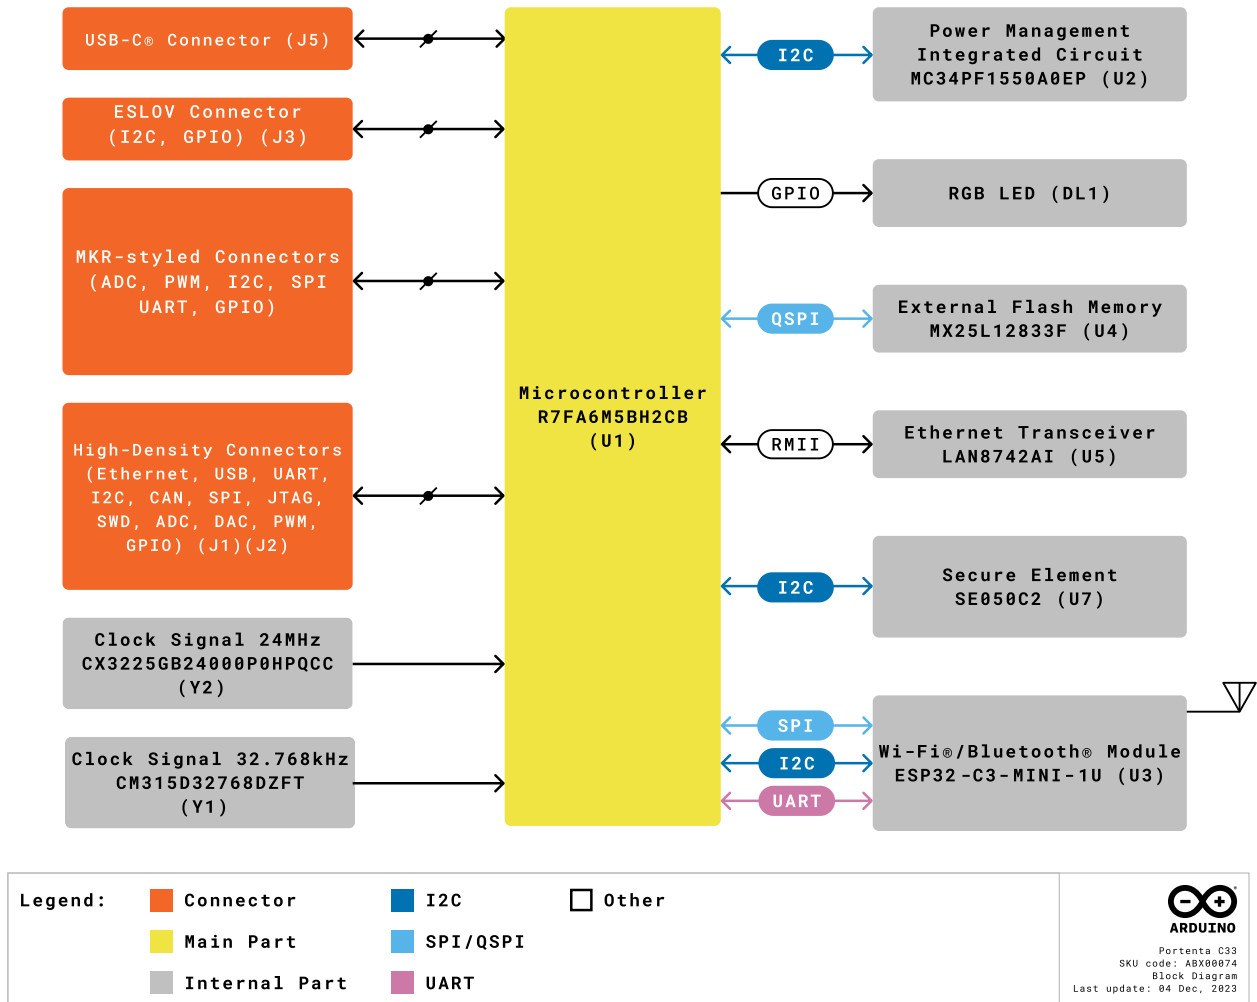 USB-C® Connector (J5)
ESLOV Connector
(I2C, GPIO) (J3)
MKR-styled Connectors
(ADC, PWM, I2C, SPI
UART, GPIO)
High-Density Connectors
(Ethernet, USB, UART,
I2C, CAN, SPI, JTAG,
SWD, ADC, DAC, PWM,
GPIO) (J1)(J2)
Clock Signal 24MHz
CX3225GB24000P0HPQCC
(Y2)
Clock Signal 32.768kHz
CM315D32768DZFT
(Y1)
Microcontroller
R7FA6M5BH2CB
(U1)
I2C
Power Management
Integrated Circuit
MC34PF1550A0EP (U2)
GPIO
RGB LED (DL1)
QSPI
External Flash Memory
MX25L12833F (U4)
RMII
Ethernet Transceiver
LAN8742AI (U5)
I2C
Secure Element
SE050C2 (U7)
SPI
I2C
UART
Wi-Fi®/Bluetooth® Module
ESP32-C3-MINI-1U (U3)
Legend:
Connector
Main Part
Internal Part
I2C
SPI/QSPI
UART
Other
ARDUINO
Portenta C33
SKU code: ABX00074
Block Diagram
Last update: 04 Dec, 2023